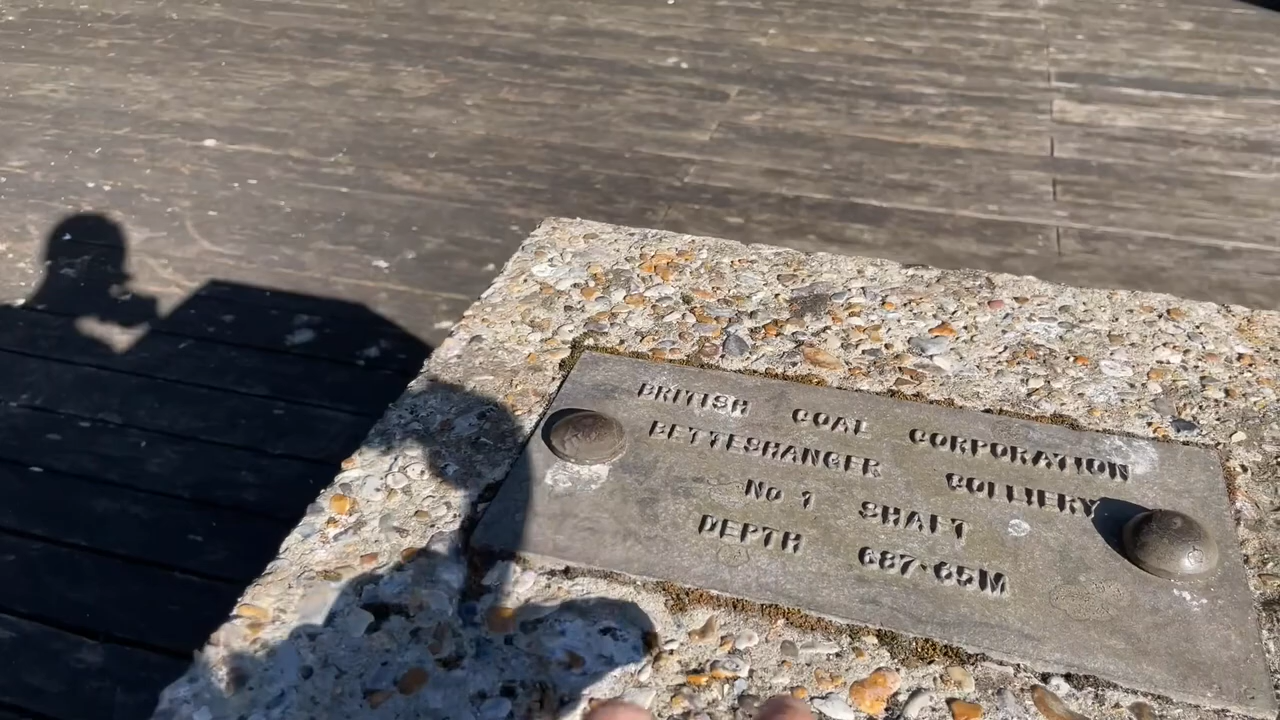 BRITISH COAL CORPORATION
BETTESHANGER COLLIERY
No 1 SHAFT
DEPTH 687·65M